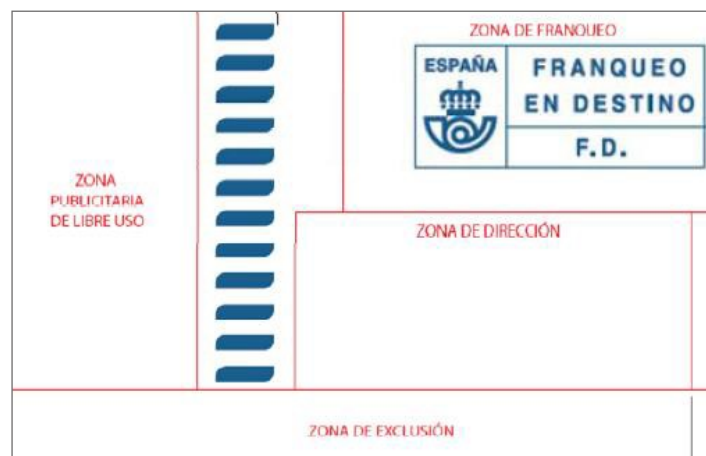 ZONA DE FRANQUEO
ESPAÑA
FRANQUEO
EN DESTINO
F.D.
ZONA
PUBLICITARIA
DE LIBRE USO
ZONA DE DIRECCIÓN
ZONA DE EXCLUSIÓN